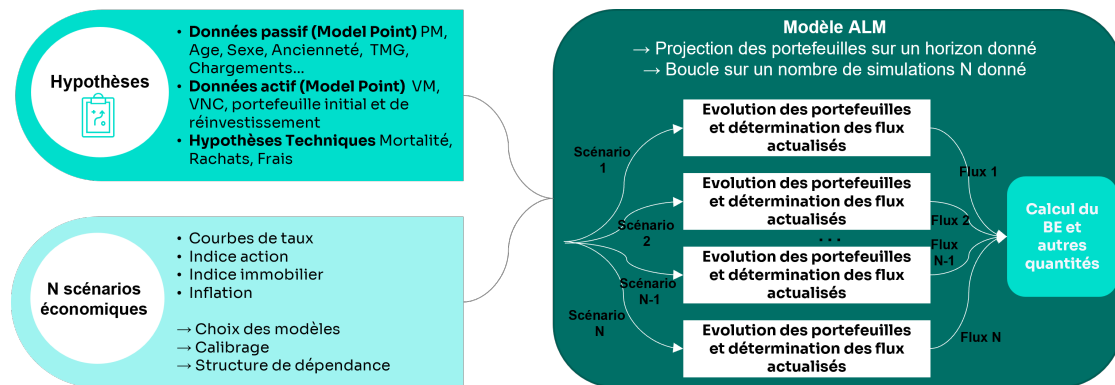 Hypothèses
• Données passif (Model Point) PM,
Age, Sexe, Ancienneté, TMG,
Chargements...
• Données actif (Model Point) VM,
VNC, portefeuille initial et de
réinvestissement
• Hypothèses Techniques Mortalité,
Rachats, Frais
N scénarios
économiques
• Courbes de taux
• Indice action
• Indice immobilier
• Inflation
→ Choix des modèles
→ Calibrage
→ Structure de dépendance
Modèle ALM
→ Projection des portefeuilles sur un horizon donné
→ Boucle sur un nombre de simulations N donné
Scénario
1
Evolution des portefeuilles
et détermination des flux
actualisés
Flux 1
Scénario
2
Evolution des portefeuilles
et détermination des flux
actualisés
Flux 2
...
Scénario
N-1
Evolution des portefeuilles
et détermination des flux
actualisés
Flux
N-1
Scénario
N
Evolution des portefeuilles
et détermination des flux
actualisés
Flux N
Calcul du
BE et
autres
quantités